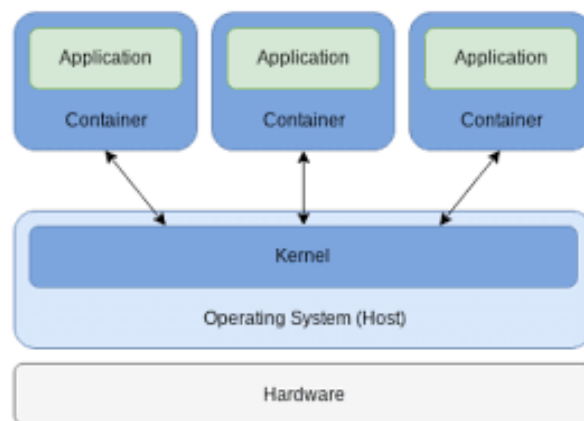 Application
Application
Application
Container
Container
Container
Kernel
Operating System (Host)
Hardware